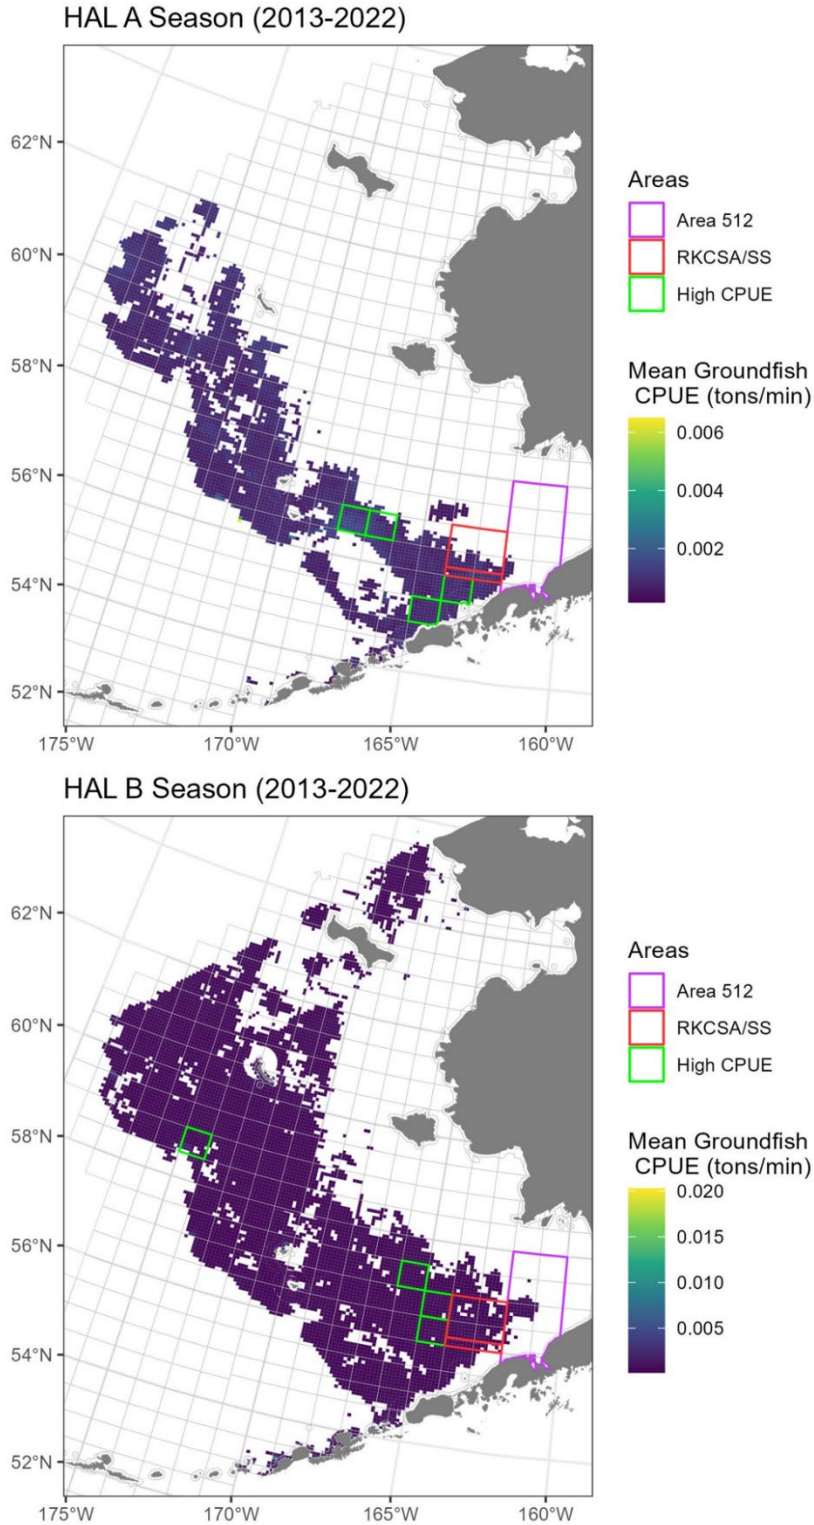 HAL A Season (2013-2022)
62°N
60°N
58°N
56°N
54°N
52°N
175°W
170°W
165°W
160°W
Areas
Area 512
RKCSA/SS
High CPUE
Mean Groundfish
CPUE (tons/min)
0.006
0.004
0.002
HAL B Season (2013-2022)
62°N
60°N
58°N
56°N
54°N
52°N
175°W
170°W
165°W
160°W
Areas
Area 512
RKCSA/SS
High CPUE
Mean Groundfish
CPUE (tons/min)
0.020
0.015
0.010
0.005